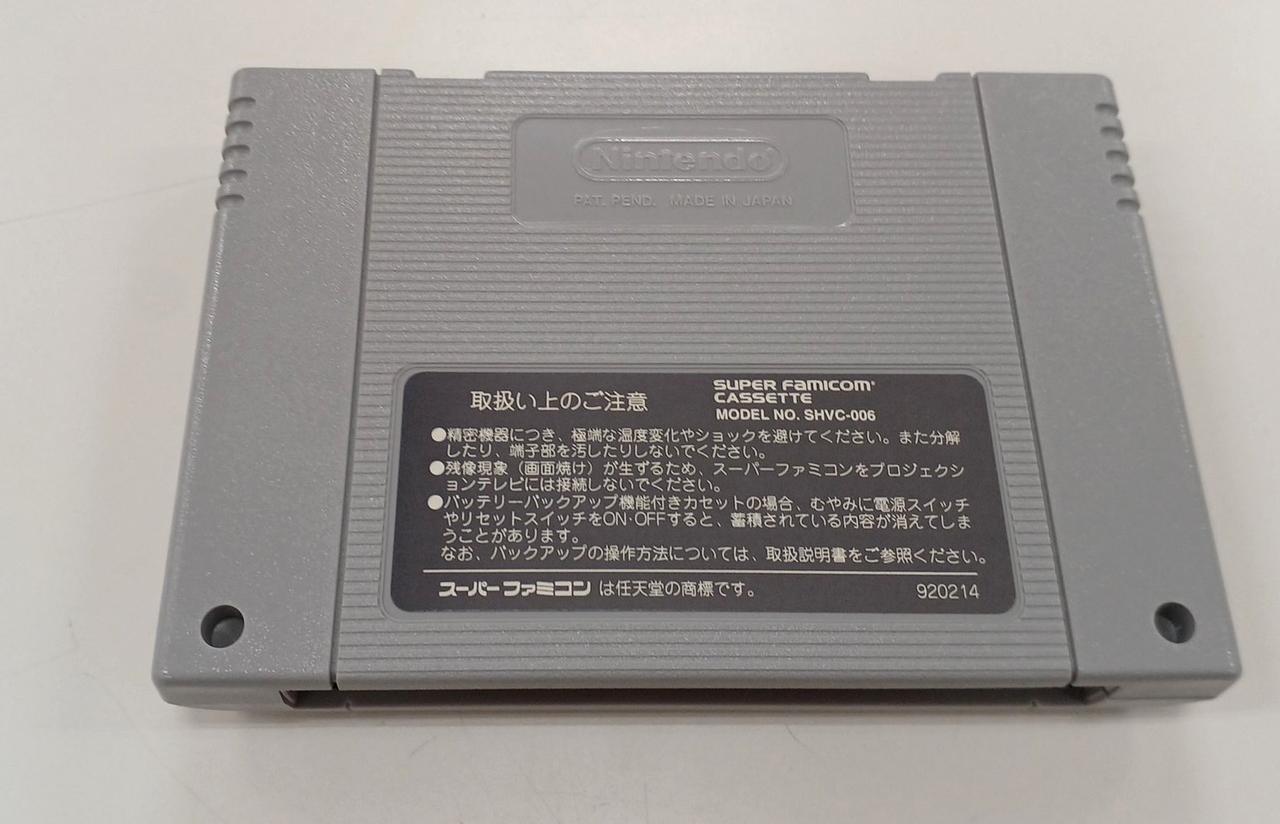 Nintendo
PAT. PEND. MADE IN JAPAN
取扱い上のご注意
SUPER FAMICOM
CASSETTE
MODEL NO. SHVC-006
●精密機器につき、極端な温度変化やショックを避けてください。また分解
したり、端子部を汚したりしないでください。
●残像現象（画面焼け）が生ずるため、スーパーファミコンをプロジェクシ
ョンテレビには接続しないでください。
●バッテリーバックアップ機能付きカセットの場合、むやみに電源スイッチ
やリセットスイッチをON·OFFすると、蓄積されている内容が消えてしま
うことがあります。
なお、バックアップの操作方法については、取扱説明書をご参照ください。
スーパーファミコン は任天堂の商標です。
920214